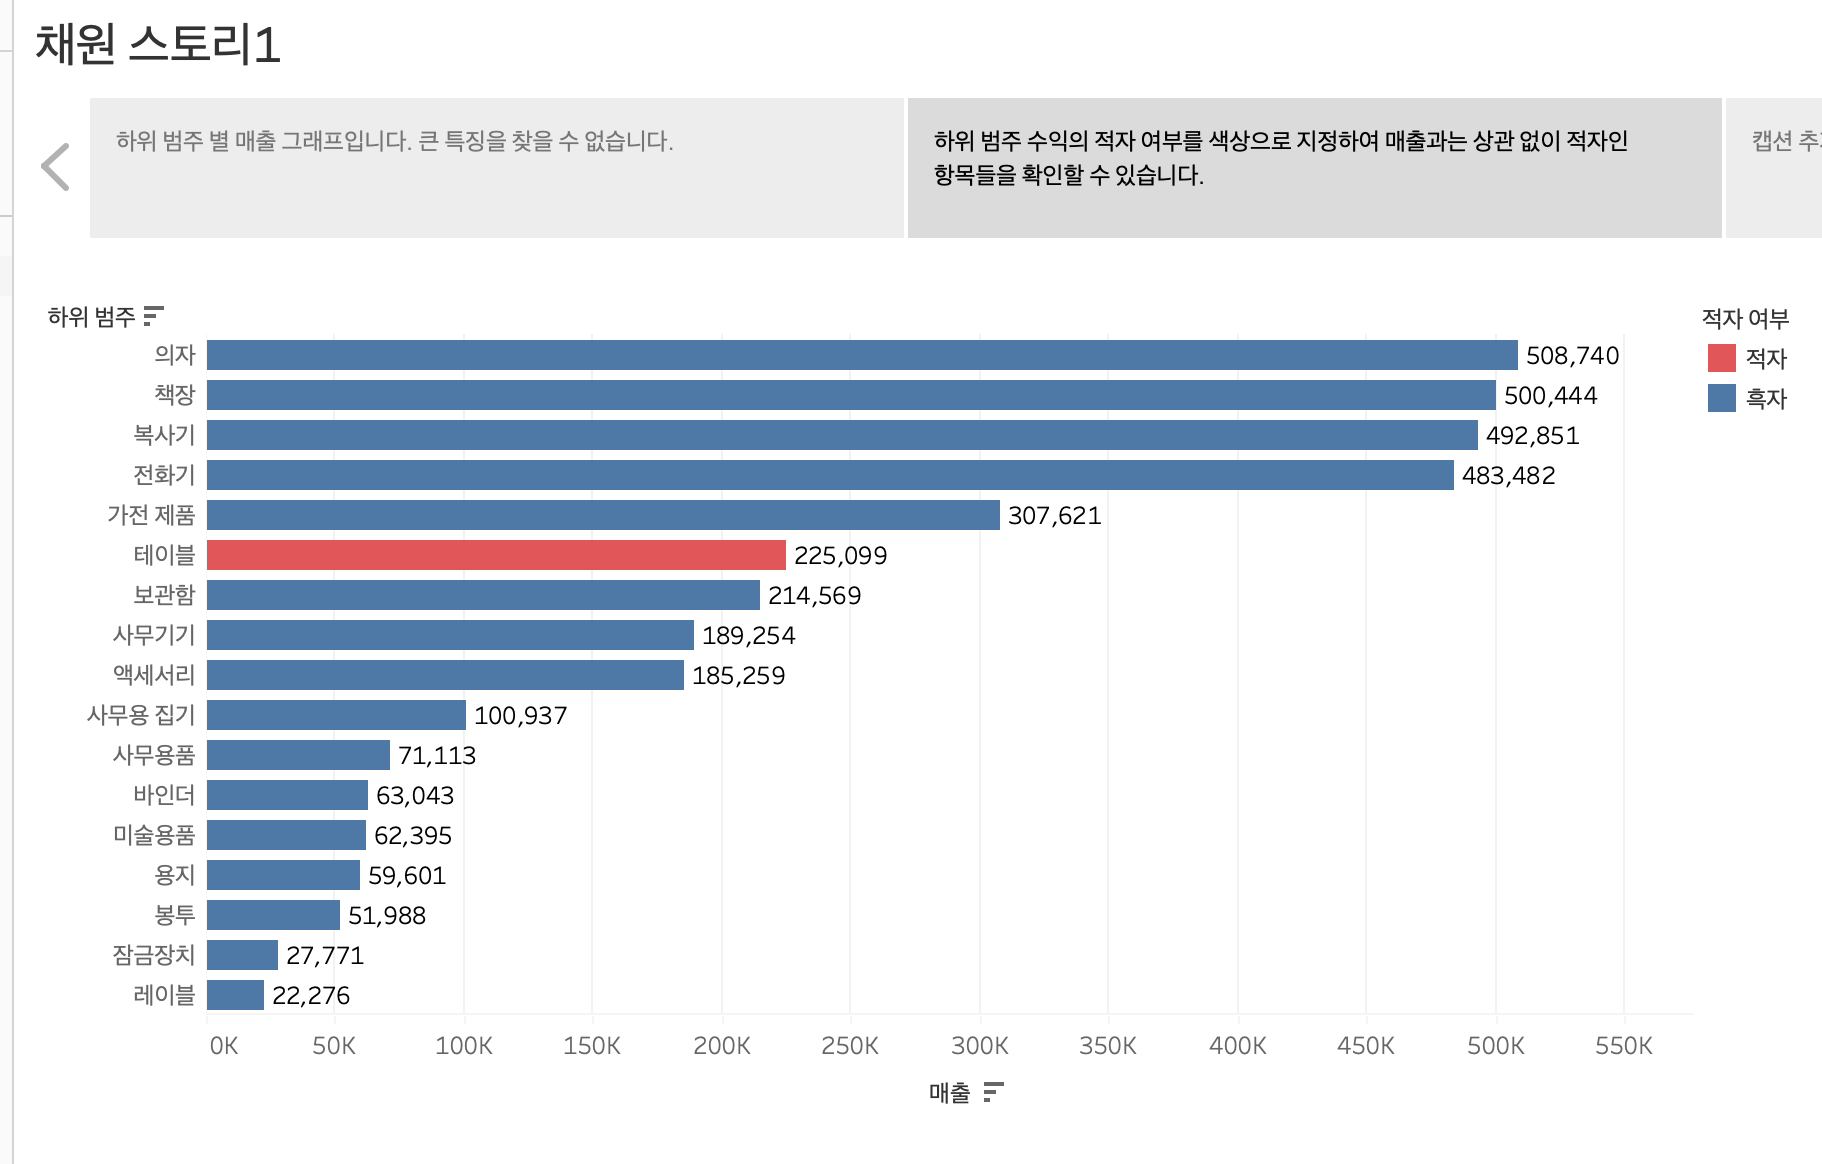 채원 스토리1
하위 범주 별 매출 그래프입니다. 큰 특징을 찾을 수 없습니다.
하위 범주 수익의 적자 여부를 색상으로 지정하여 매출과는 상관 없이 적자인
항목들을 확인할 수 있습니다.
캡션
하위 범주
적자 여부
적자
흑자
의자 508,740
책장 500,444
복사기 492,851
전화기 483,482
가전 제품 307,621
테이블 225,099
보관함 214,569
사무기기 189,254
액세서리 185,259
사무용 집기 100,937
사무용품 71,113
바인더 63,043
미술용품 62,395
용지 59,601
봉투 51,988
잠금장치 27,771
레이블 22,276
0K 50K 100K 150K 200K 250K 300K 350K 400K 450K 500K 550K
매출